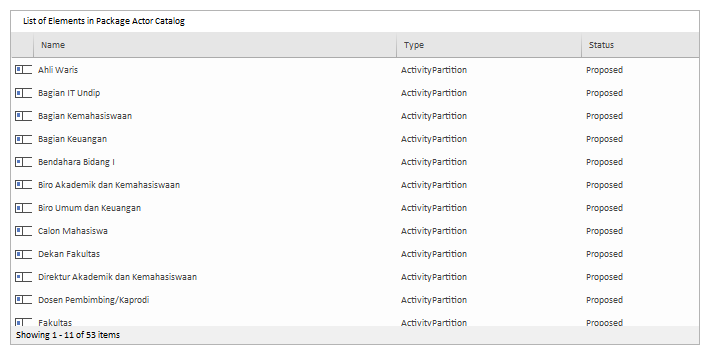 List of Elements in Package Actor Catalog
Name Type Status
Ahli Waris ActivityPartition Proposed
Bagian IT Undip ActivityPartition Proposed
Bagian Kemahasiswaan ActivityPartition Proposed
Bagian Keuangan ActivityPartition Proposed
Bendahara Bidang I ActivityPartition Proposed
Biro Akademik dan Kemahasiswaan ActivityPartition Proposed
Biro Umum dan Keuangan ActivityPartition Proposed
Calon Mahasiswa ActivityPartition Proposed
Dekan Fakultas ActivityPartition Proposed
Direktur Akademik dan Kemahasiswaan ActivityPartition Proposed
Dosen Pembimbing/Kaprodi ActivityPartition Proposed
Fakultas ActivityPartition Proposed
Showing 1 - 11 of 53 items